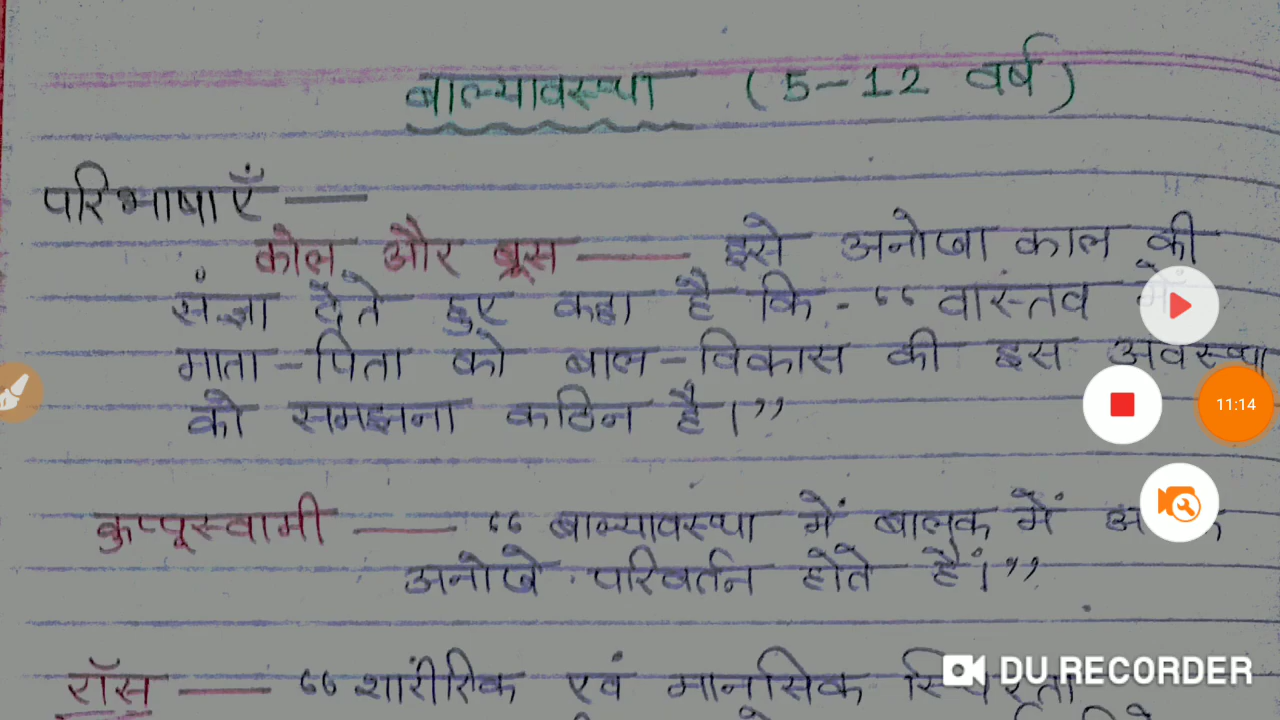 बाल्यावस्था (5-12 वर्ष)
परिभाषाएँ —
कोल और ब्रूस — इसे अनोखा काल की
संज्ञा देते हुए कहा है कि - “ वास्तव में
माता-पिता को बाल-विकास की इस अवस्था
को समझना कठिन है।”
11:14
कुप्पूस्वामी — “ बाल्यावस्था में बालक में
अनोखे परिवर्तन होते हैं।”
रॉस — “ शारीरिक एवं मानसिक स्थिरता
DU RECORDER